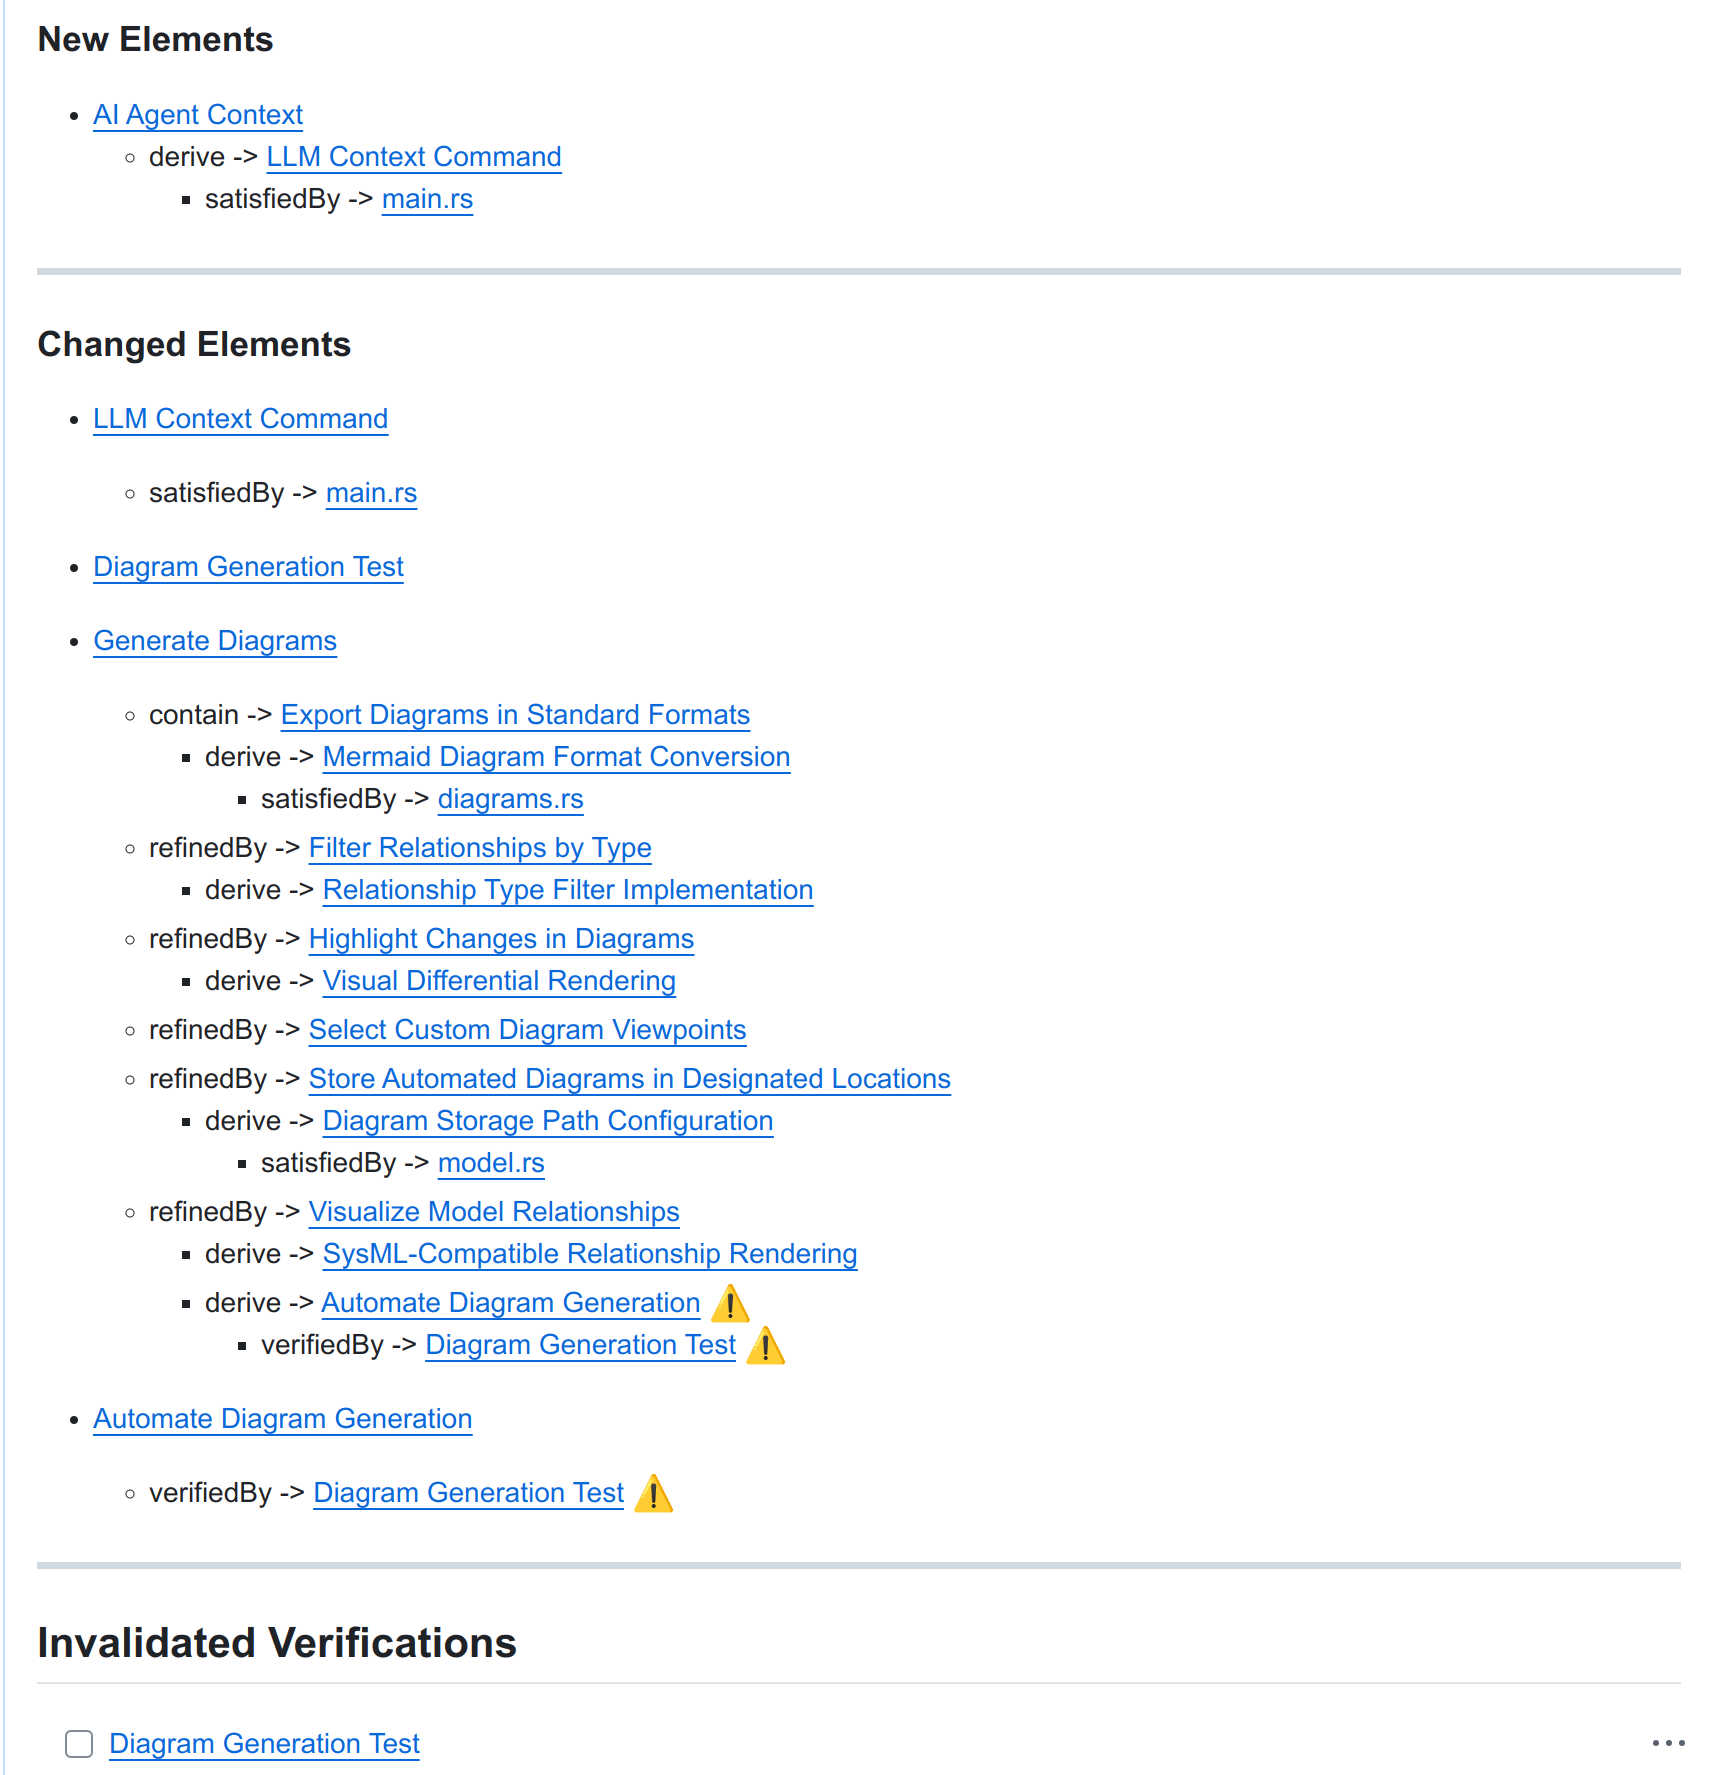 New Elements
AI Agent Context
derive -> LLM Context Command
satisfiedBy -> main.rs
Changed Elements
LLM Context Command
satisfiedBy -> main.rs
Diagram Generation Test
Generate Diagrams
contain -> Export Diagrams in Standard Formats
derive -> Mermaid Diagram Format Conversion
satisfiedBy -> diagrams.rs
refinedBy -> Filter Relationships by Type
derive -> Relationship Type Filter Implementation
refinedBy -> Highlight Changes in Diagrams
derive -> Visual Differential Rendering
refinedBy -> Select Custom Diagram Viewpoints
refinedBy -> Store Automated Diagrams in Designated Locations
derive -> Diagram Storage Path Configuration
satisfiedBy -> model.rs
refinedBy -> Visualize Model Relationships
derive -> SysML-Compatible Relationship Rendering
derive -> Automate Diagram Generation ⚠️
verifiedBy -> Diagram Generation Test ⚠️
Automate Diagram Generation
verifiedBy -> Diagram Generation Test ⚠️
Invalidated Verifications
Diagram Generation Test